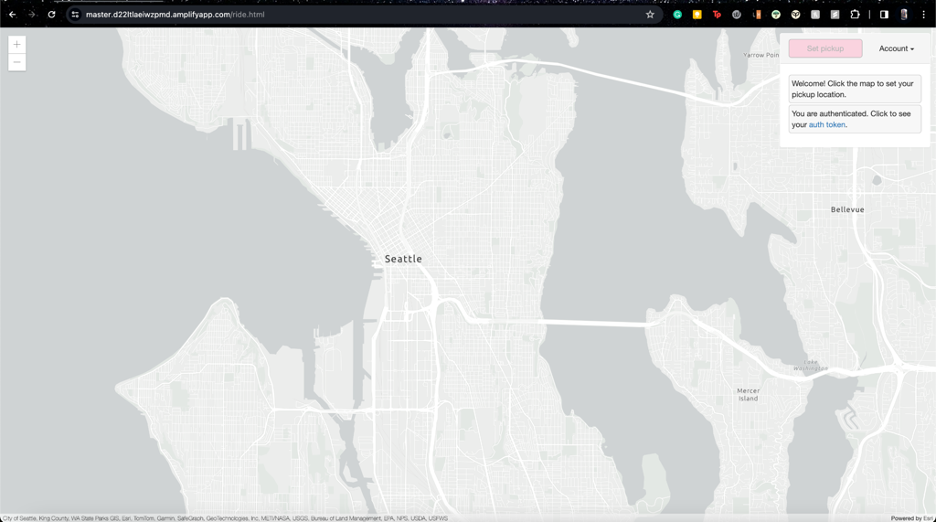 master.d22ltlaeiwzpmd.amplifyapp.com/ride.html
Set pickup
Account
Yarrow Poin
Welcome! Click the map to set your
pickup location.
You are authenticated. Click to see
your auth token.
Bellevue
Seattle
Lake
Washington
Mercer
Island
City of Seattle, King County, WA State Parks GIS, Esri, TomTom, Garmin, SafeGraph, GeoTechnologies, Inc, METI/NASA, USGS, Bureau of Land Management, EPA, NPS, USDA, USFWS
Powered by Esri